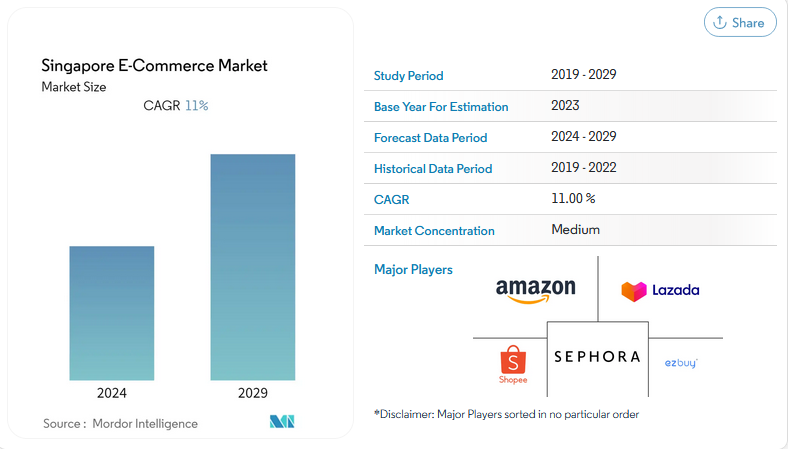 Share
Singapore E-Commerce Market
Market Size
CAGR 11%
2024
2029
Source : Mordor Intelligence
Study Period 2019 - 2029
Base Year For Estimation 2023
Forecast Data Period 2024 - 2029
Historical Data Period 2019 - 2022
CAGR 11.00 %
Market Concentration Medium
Major Players
amazon
Lazada
S
Shopee
SEPHORA
ezbuy
*Disclaimer: Major Players sorted in no particular order